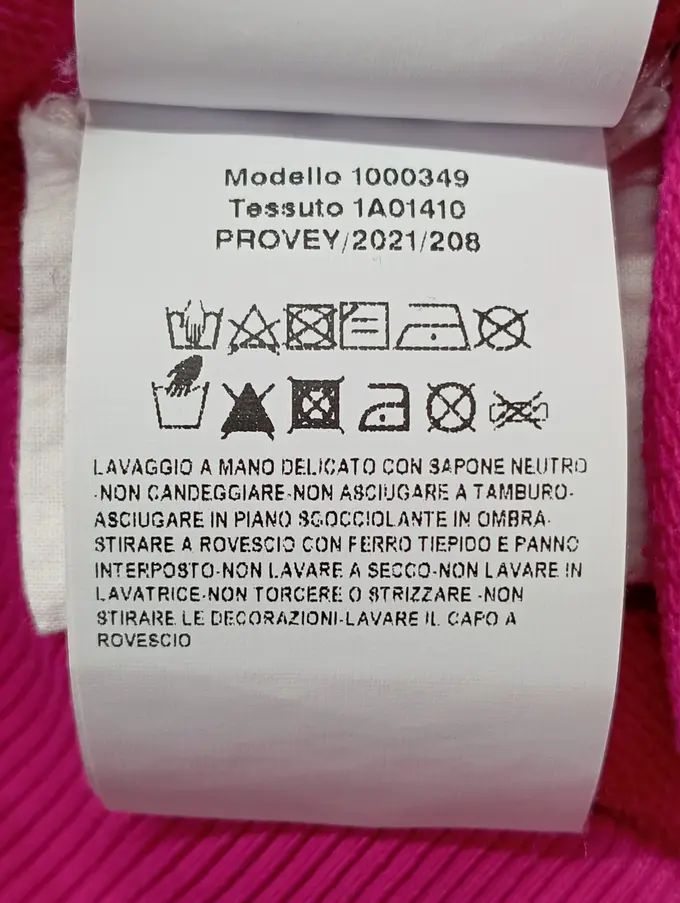 Modello 1000349
Tessuto 1A01410
PROVEY/2021/208
LAVAGGIO A MANO DELICATO CON SAPONE NEUTRO
-NON CANDEGGIARE-NON ASCIUGARE A TAMBURO-
ASCIUGARE IN PIANO SGOCCIOLANTE IN OMBRA-
STIRARE A ROVESCIO CON FERRO TIEPIDO E PANNO
INTERPOSTO-NON LAVARE A SECCO-NON LAVARE IN
LAVATRICE-NON TORCERE O STRIZZARE -NON
STIRARE LE DECORAZIONI-LAVARE IL CAPO A
ROVESCIO